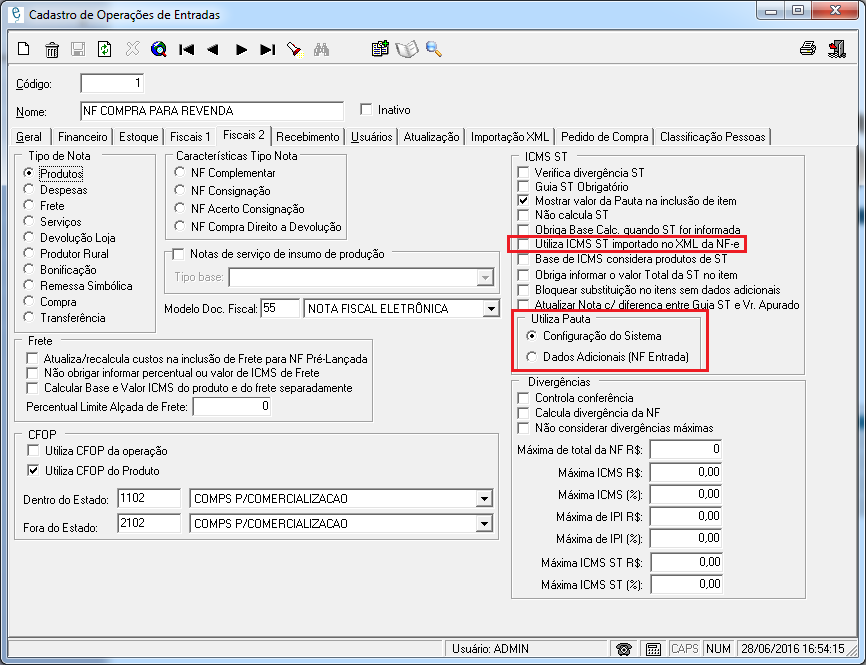 Cadastro de Operações de Entradas
Código: 1
Nome: NF COMPRA PARA REVENDA Inativo
Geral Financeiro Estoque Fiscais 1 Fiscais 2 Recebimento Usuários Atualização Importação XML Pedido de Compra Classificação Pessoas
Tipo de Nota
Produtos
Despesas
Frete
Serviços
Devolução Loja
Produtor Rural
Bonificação
Remessa Simbólica
Compra
Transferência
Características Tipo Nota
NF Complementar
NF Consignação
NF Acerto Consignação
NF Compra Direito a Devolução
Notas de serviço de insumo de produção
Tipo base:
Modelo Doc. Fiscal: 55 NOTA FISCAL ELETRÔNICA
Frete
Atualiza/recalcula custos na inclusão de Frete para NF Pré-Lançada
Não obrigar informar percentual ou valor de ICMS de Frete
Calcular Base e Valor ICMS do produto e do frete separadamente
Percentual Limite Alçada de Frete: 0
CFOP
Utiliza CFOP da operação
Utiliza CFOP do Produto
Dentro do Estado: 1102 COMPS P/COMERCIALIZACAO
Fora do Estado: 2102 COMPS P/COMERCIALIZACAO
ICMS ST
Verifica divergência ST
Guia ST Obrigatório
Mostrar valor da Pauta na inclusão de item
Não calcula ST
Obriga Base Calc. quando ST for informada
Utiliza ICMS ST importado no XML da NF-e
Base de ICMS considera produtos de ST
Obriga informar o valor Total da ST no item
Bloquear substituição no itens sem dados adicionais
Atualizar Nota c/ diferença entre Guia ST e Vr. Apurado
Utiliza Pauta
Configuração do Sistema
Dados Adicionais (NF Entrada)
Divergências
Controla conferência
Calcula divergência da NF
Não considerar divergências máximas
Máxima de total da NF R$: 0
Máxima ICMS R$: 0,00
Máxima ICMS (%): 0,00
Máxima de IPI R$: 0,00
Máxima de IPI (%): 0,00
Máxima ICMS ST R$: 0,00
Máxima ICMS ST (%): 0,00
Usuário: ADMIN CAPS NUM 28/06/2016 16:54:15